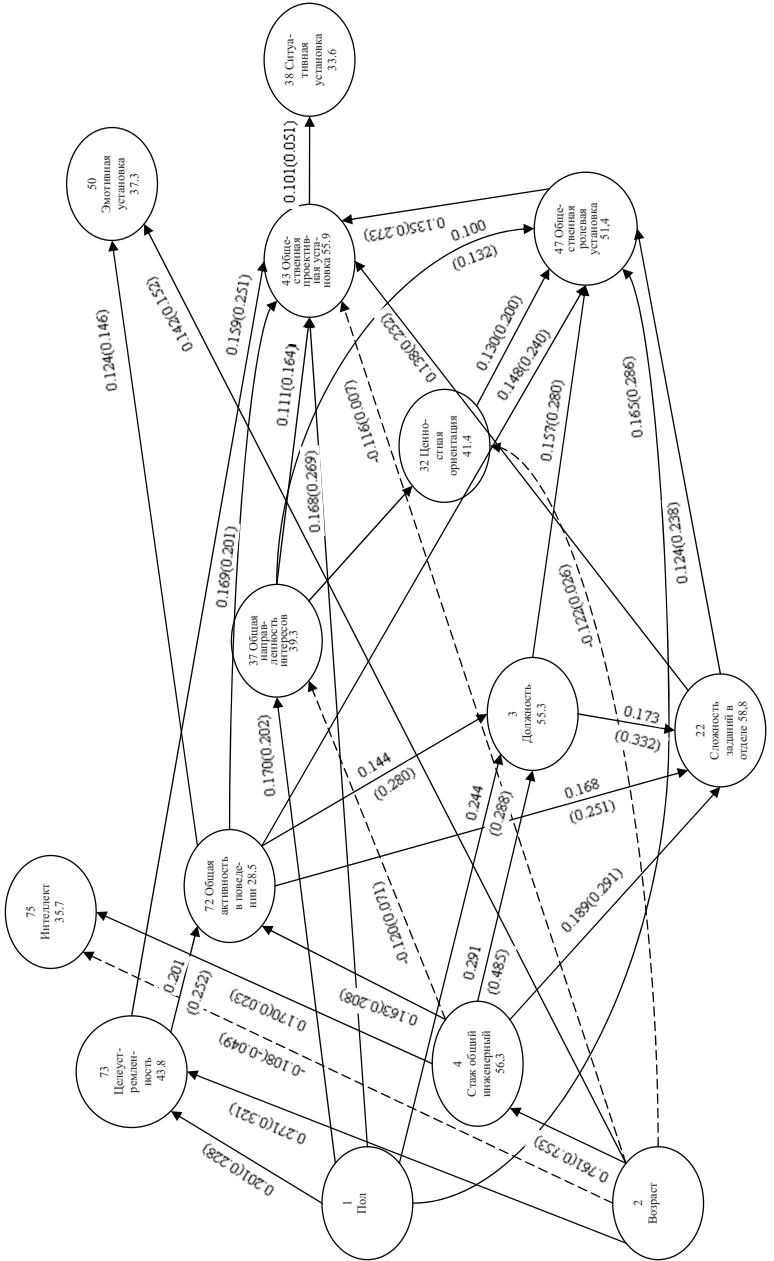 38 Ситуа-
тивная
установка
33.6
50
Эмотивная
установка
37.3
0.101(0.051)
43 Обще-
ственная
проектив-
ная уста-
новка 55.9
47 Обще-
ственная
ролевая
установка
51,4
0.135(0.273)
0.100
(0.132)
0.124(0.146)
0.142(0.152)
0.159(0.251)
0.111(0.164)
0.138(0.232)
0.130(0.200)
0.148(0.240)
-0.116(0.007)
32 Ценно-
стная
ориентация
41.4
0.157(0.280)
0.165(0.286)
0.168(0.269)
0.169(0.201)
0.124(0.238)
-0.122(0.026)
37 Общая
направ-
ленность
интересов
39.3
3
Должность
55.3
0.173
(0.332)
22
Сложность
заданий в
отделе 58,8
0.170(0.202)
0.144
(0.280)
0.244
(0.288)
0.168
(0.251)
75
Интеллект
35.7
72 Общая
активность
в поведе-
нии 28.5
-0.120(0.071)
0.189(0.291)
0.291
(0.485)
0.201
(0.252)
0.170(0.023)
0.163(0.208)
-0.108(-0.049)
73
Целеуст-
ремлен-
ность
43.8
4
Стаж общий
инженерный
56,3
0.271(0.321)
0.201(0.228)
0.761(0.753)
1
Пол
2
Возраст